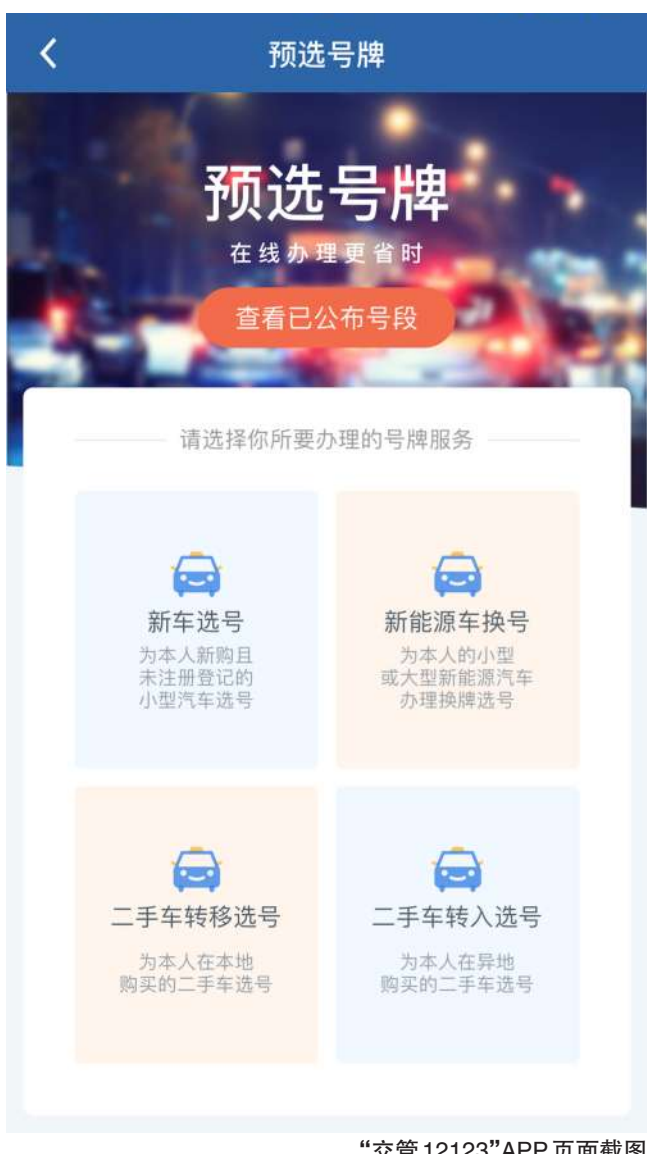 预选号牌
预选号牌
在线办理更省时
查看已公布号段
请选择你所要办理的号牌服务
新车选号
为本人新购且
未注册登记的
小型汽车选号
新能源车换号
为本人的小型
或大型新能源汽车
办理换牌选号
二手车转移选号
为本人在本地
购买的二手车选号
二手车转入选号
为本人在异地
购买的二手车选号
“交管12123”APP页面截图